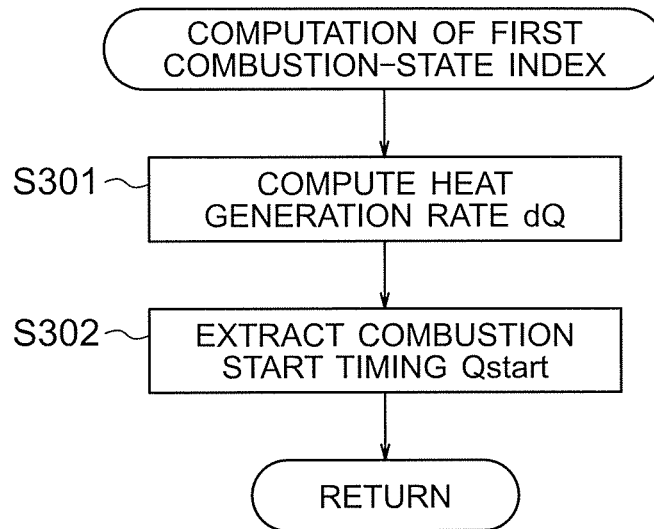 COMPUTATION OF FIRST
COMBUSTION-STATE INDEX
S301
COMPUTE HEAT
GENERATION RATE dQ
S302
EXTRACT COMBUSTION
START TIMING Qstart
RETURN